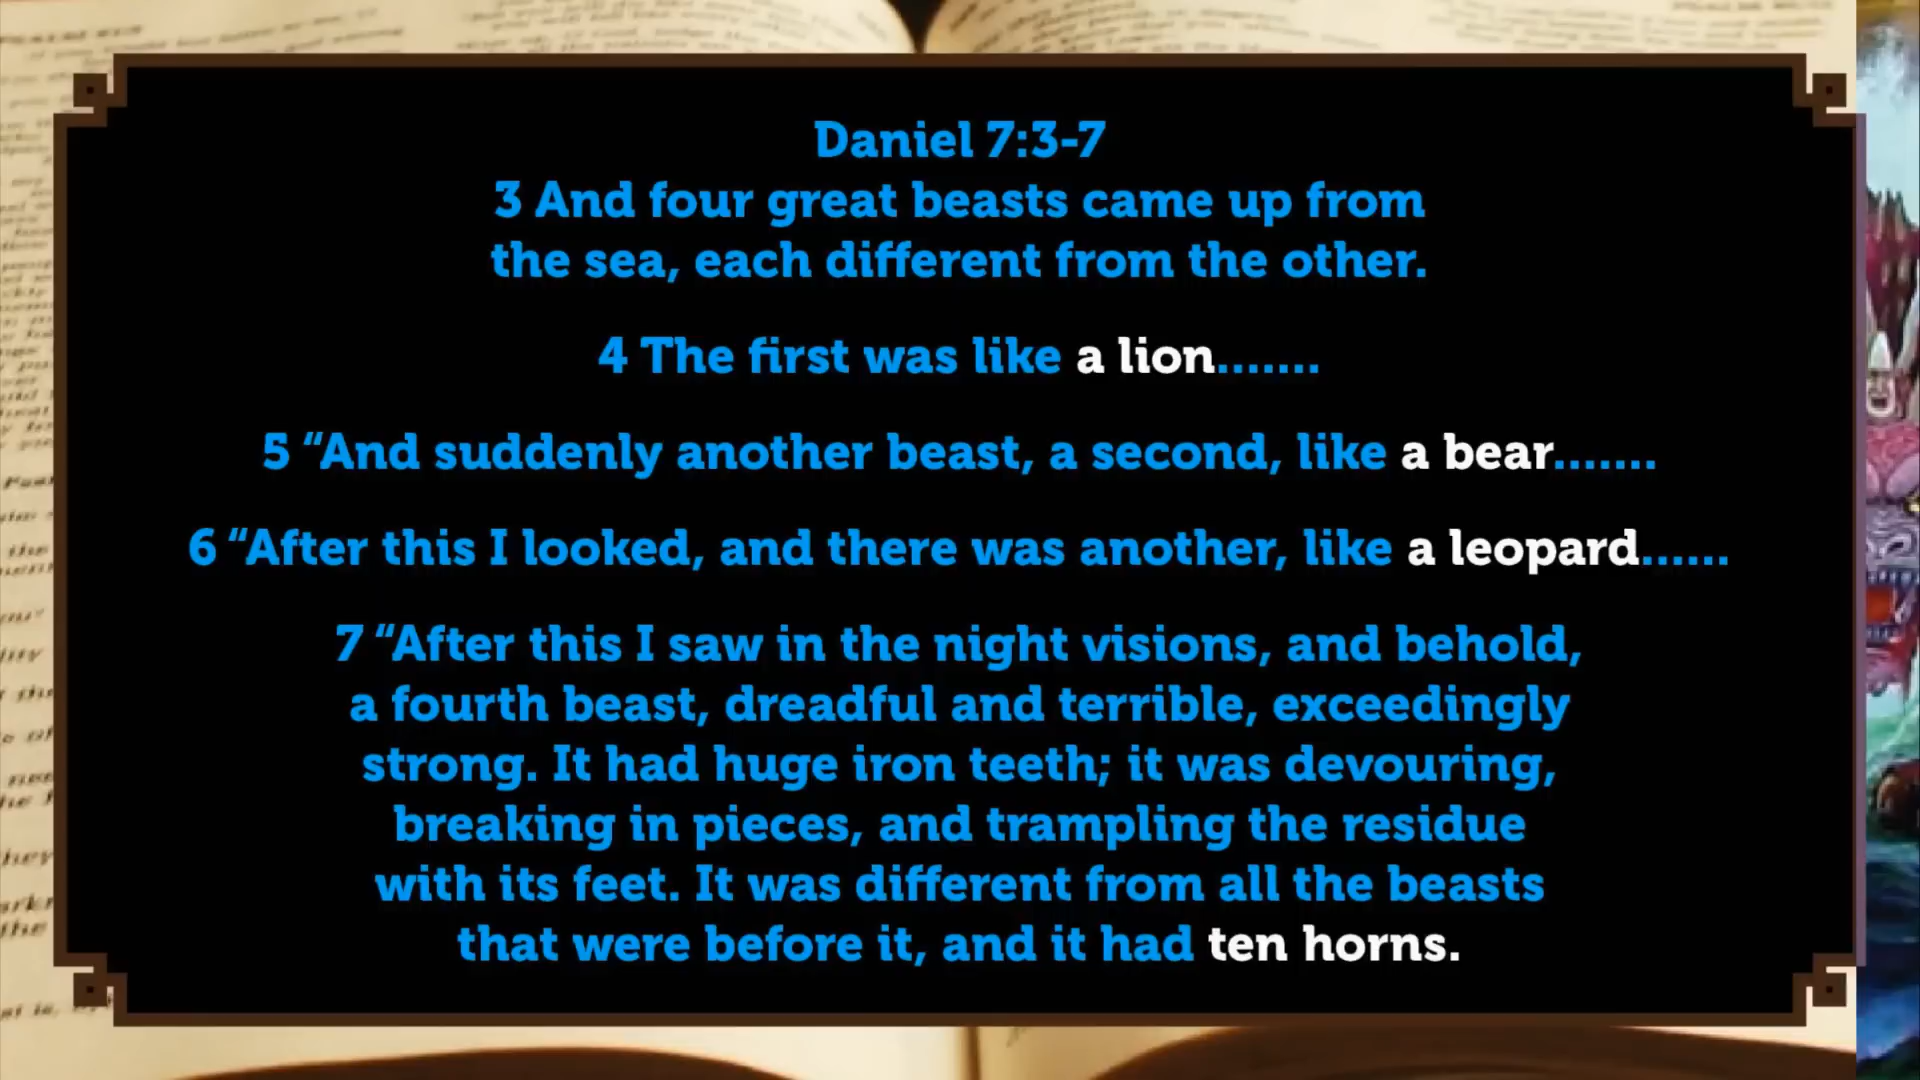 Daniel 7:3-7
3 And four great beasts came up from
the sea, each different from the other.
4 The first was like a lion.......
5 “And suddenly another beast, a second, like a bear.......
6 “After this I looked, and there was another, like a leopard......
7 “After this I saw in the night visions, and behold,
a fourth beast, dreadful and terrible, exceedingly
strong. It had huge iron teeth; it was devouring,
breaking in pieces, and trampling the residue
with its feet. It was different from all the beasts
that were before it, and it had ten horns.